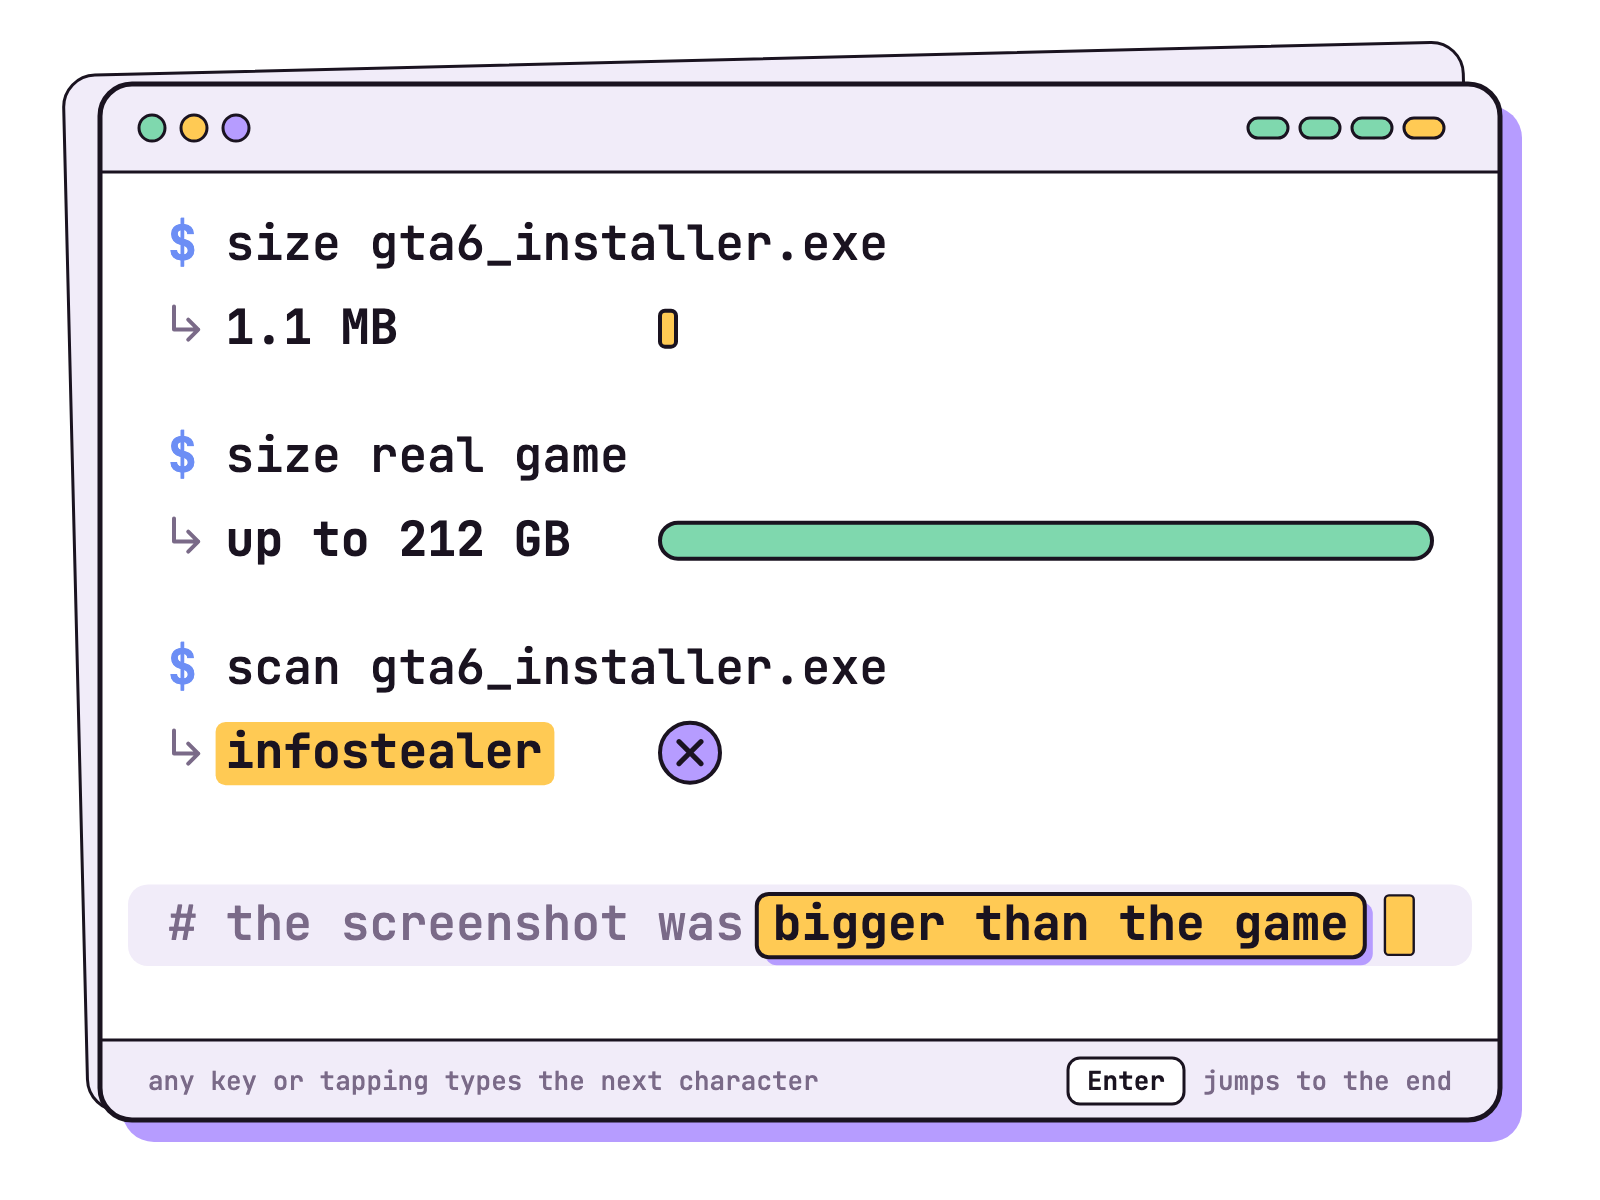 $ size gta6_installer.exe
↳ 1.1 MB
$ size real game
↳ up to 212 GB
$ scan gta6_installer.exe
↳ infostealer
# the screenshot was bigger than the game
any key or tapping types the next character
Enter jumps to the end